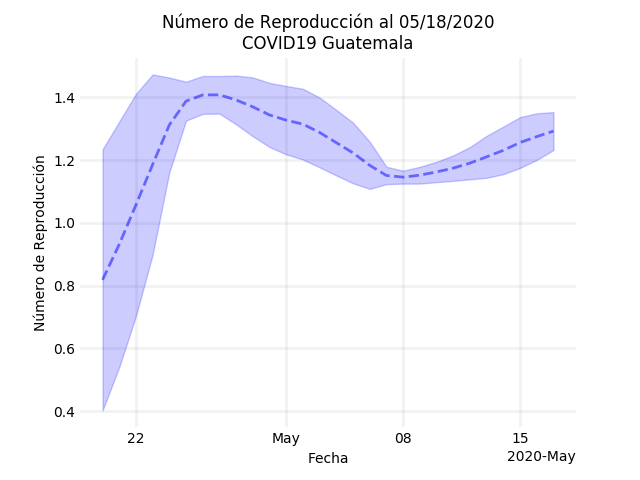 Número de Reproducción al 05/18/2020
COVID19 Guatemala
Número de Reproducción
1.4
1.2
1.0
0.8
0.6
0.4
22
May
08
15
Fecha
2020-May